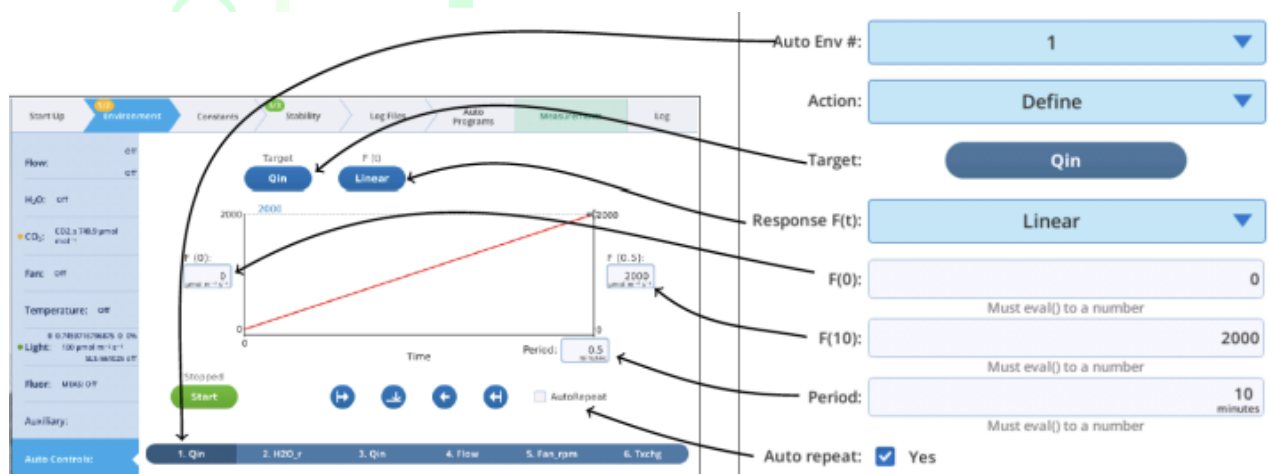 Auto Env #:
1
Action:
Define
Target:
Qin
Response F(t):
Linear
F(0):
0
Must eval() to a number
F(10):
2000
Must eval() to a number
Period:
10
minutes
Must eval() to a number
Auto repeat:
Yes
Start Up
Environment
Constants
Stability
Log Files
Auto
Programs
Log
Flow:
Off
Off
H₂O: Off
CO₂:
Fan: Off
Temperature: Off
Light:
Fluor:
Auxiliary:
Auto Controls:
Target
Qin
F (t)
Linear
2000
2000
2000
F (0):
0
F (0.5):
2000
0
0
0
Time
Period:
0.5
minutes
Stopped
Start
AutoRepeat
1. Qin
2. H2O_r
3. Qin
4. Flow
5. Fan_rpm
6. Txchg